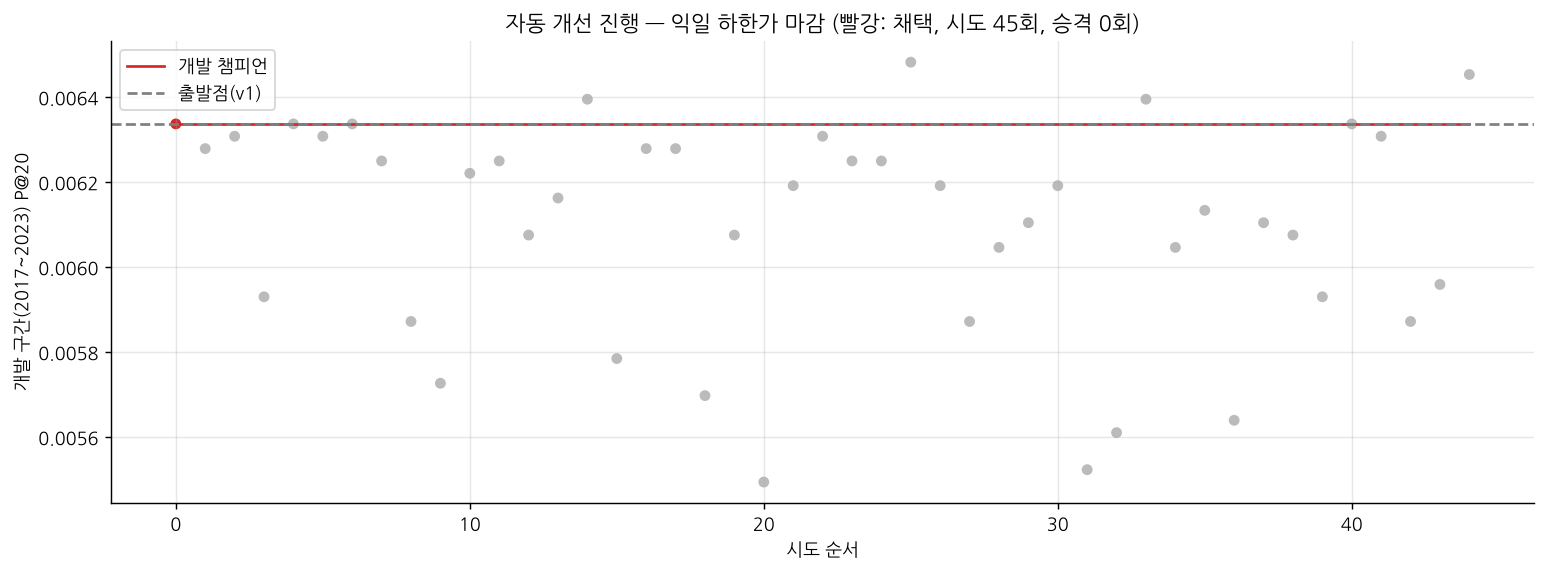 자동 개선 진행 — 익일 하한가 마감 (빨강: 채택, 시도 45회, 승격 0회)
개발 챔피언
출발점(v1)
개발 구간(2017~2023) P@20
0.0064
0.0062
0.0060
0.0058
0.0056
0
10
20
30
40
시도 순서